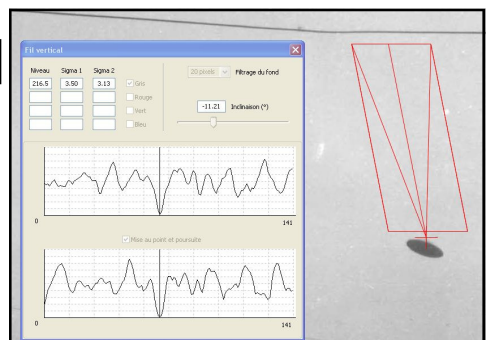 Fil vertical
Niveau Sigma 1 Sigma 2
216.5 3.50 3.13
Gris
Rouge
Vert
Bleu
20 pixels Filtrage du fond
-11.21 Inclinaison (°)
0 141
Mise au point et poursuite
0 141